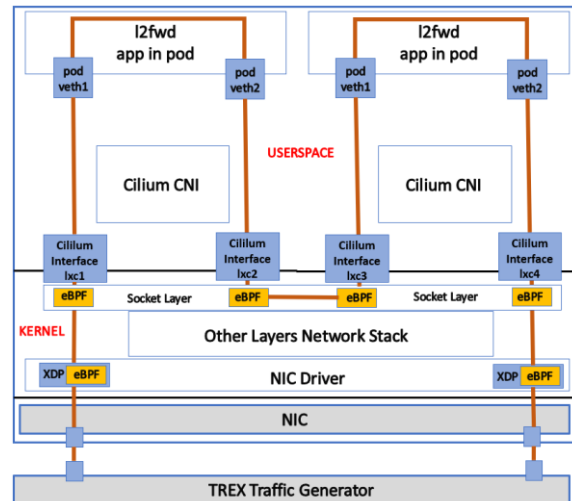 l2fwd
app in pod
l2fwd
app in pod
pod
veth1
pod
veth2
pod
veth1
pod
veth2
USERSPACE
Cilium CNI
Cilium CNI
Cililum
Interface
lxc1
Cililum
Interface
lxc2
Cililum
Interface
lxc3
Cililum
Interface
lxc4
eBPF
Socket Layer
eBPF
eBPF
Socket Layer
eBPF
KERNEL
Other Layers Network Stack
XDP
eBPF
NIC Driver
XDP
eBPF
NIC
TREX Traffic Generator